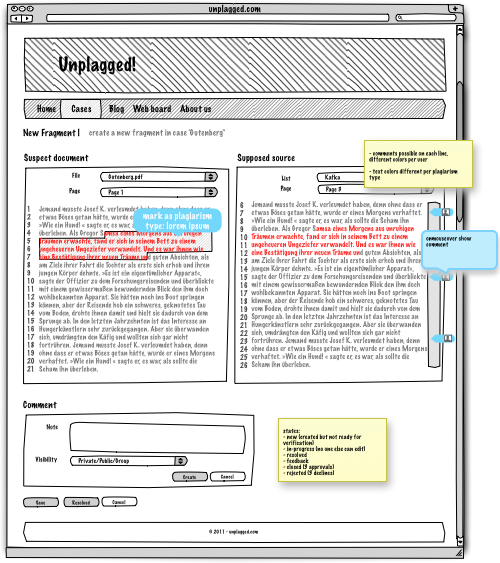 unplagged.com
Unplagged!
Home Cases Blog Web board About us
New Fragment | create a new fragment in case "Gutenberg"
- comments possible on each line,
different colors per user
- text colors different per plagiarism
type
Suspect document
File Gutenberg.pdf
Page Page 1
1 Jemand musste Josef K. verleumdet haben, denn ohne dass er
2 etwas Böses getan hätte, wurde e
3 »Wie ein Hund! « sagte er, es war
4 überleben. Als Gregor Samsa eines Morgens aus unruhigen
mark as plagiarism
type: lorem ipsum
5 Träumen erwachte, fand er sich in seinem Bett zu einem
6 ungeheueren Ungeziefer verwandelt. Und es war ihnen wie
7 eine Bestätigung ihrer neuen Träume und guten Absichten, als
8 am Ziele ihrer Fahrt die Tochter als erste sich erhob und ihren
9 jungen Körper dehnte. »Es ist ein eigentümlicher Apparat«,
10 sagte der Offizier zu dem Forschungsreisenden und überblickte
11 mit einem gewissermaßen bewundernden Blick den ihm doch
12 wohlbekannten Apparat. Sie hätten noch ins Boot springen
13 können, aber der Reisende hob ein schweres, geknotetes Tau
14 vom Boden, drohte ihnen damit und hielt sie dadurch von dem
15 Sprunge ab. In den letzten Jahrzehnten ist das Interesse an
16 Hungerkünstlern sehr zurückgegangen. Aber sie überwanden
17 sich, umdrängten den Käfig und wollten sich gar nicht
18 fortrühren. Jemand musste Josef K. verleumdet haben, denn
19 ohne dass er etwas Böses getan hätte, wurde er eines Morgens
20 verhaftet. »Wie ein Hund! « sagte er, es war, als sollte die
21 Scham ihn überleben.
Supposed source
List Kafka
Page Page 3
6 Jemand musste Josef K. verleumdet haben, denn ohne dass er
7 etwas Böses getan hätte, wurde er eines Morgens verhaftet.
8 »Wie ein Hund! « sagte er, es war, als sollte die Scham ihn
9 überleben. Als Gregor Samsa eines Morgens aus unruhigen
10 Träumen erwachte, fand er sich in seinem Bett zu einem
11 ungeheueren Ungeziefer verwandelt. Und es war ihnen wie
12 eine Bestätigung ihrer neuen Träume und guten Absichten, als
13 am Ziele ihrer Fahrt die Tochter als erste sich erhob und ihren
14 jungen Körper dehnte. »Es ist ein eigentümlicher Apparat«,
15 sagte der Offizier zu dem Forschungsreisenden und überblickte
16 mit einem gewissermaßen bewundernden Blick den ihm doch
17 wohlbekannten Apparat. Sie hätten noch ins Boot springen
18 können, aber der Reisende hob ein schweres, geknotetes Tau
19 vom Boden, drohte ihnen damit und hielt sie dadurch von dem
20 Sprunge ab. In den letzten Jahrzehnten ist das Interesse an
21 Hungerkünstlern sehr zurückgegangen. Aber sie überwanden
22 sich, umdrängten den Käfig und wollten sich gar nicht
23 fortrühren. Jemand musste Josef K. verleumdet haben, denn
24 ohne dass er etwas Böses getan hätte, wurde er eines Morgens
25 verhaftet. »Wie ein Hund! « sagte er, es war, als sollte die
26 Scham ihn überleben.
onmouseover show
comment
Comment
Note
Visibility Private/Public/Group
Create Cancel
states:
- new (created but not ready for
verification)
- in-progress (no one else can edit)
- resolved
- feedback
- closed (& approvals)
- rejected (& declines)
Save Resolved Cancel
© 2011 - unplagged.com